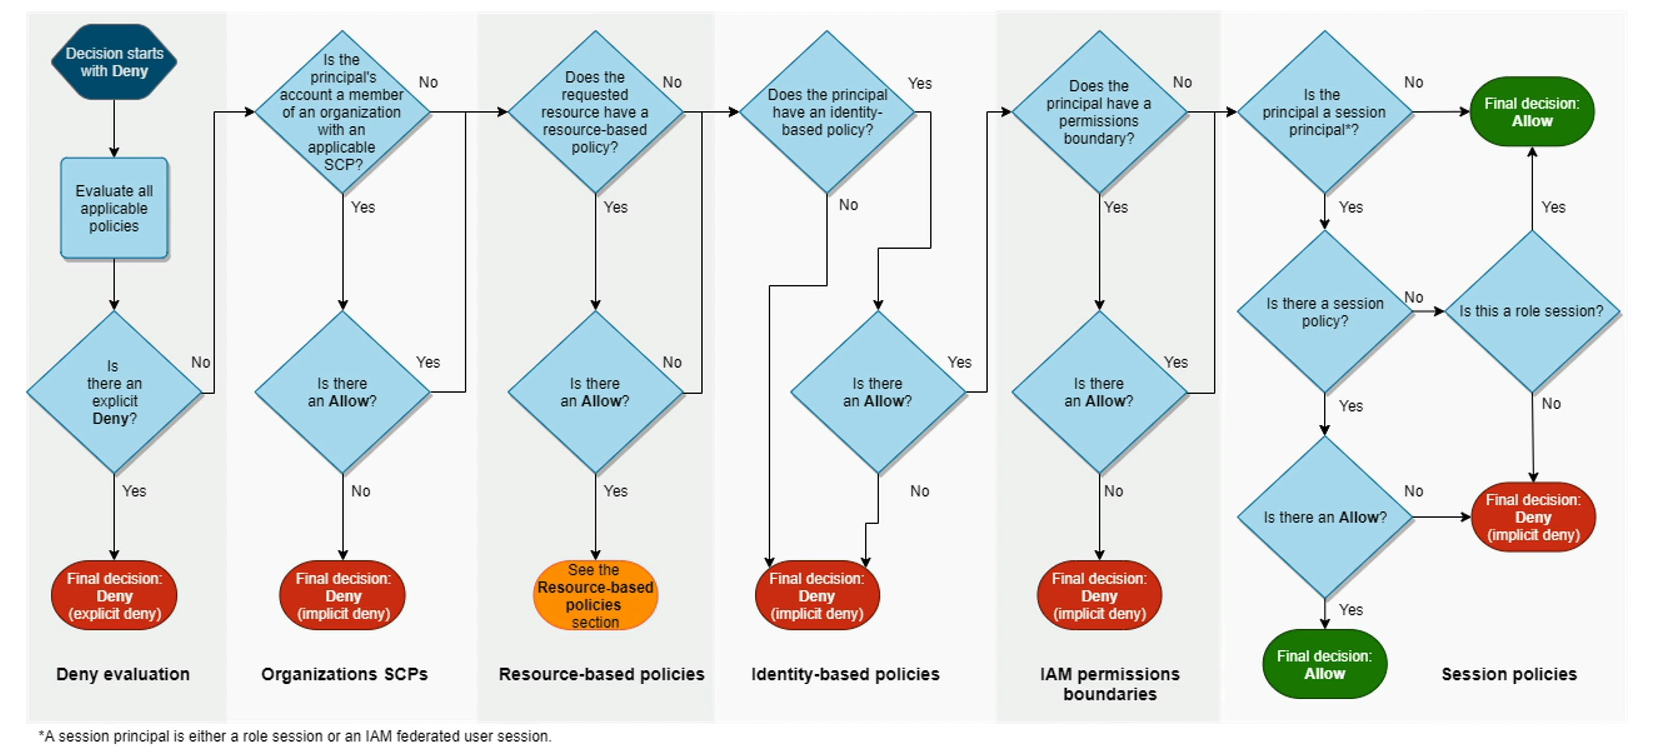 Decision starts
with Deny
Evaluate all
applicable
policies
Is
there an
explicit
Deny?
No
Yes
Final decision:
Deny
(explicit deny)
Deny evaluation
Is the
principal's
account a member
of an organization
with an
applicable
SCP?
No
Yes
Is there
an Allow?
Yes
No
Final decision:
Deny
(implicit deny)
Organizations SCPs
Does the
requested
resource have a
resource-based
policy?
No
Yes
Is there
an Allow?
No
Yes
See the
Resource-based
policies
section
Resource-based policies
Does the principal
have an identity-
based policy?
Yes
No
Is there
an Allow?
Yes
No
Final decision:
Deny
(implicit deny)
Identity-based policies
Does the
principal have a
permissions
boundary?
No
Yes
Is there
an Allow?
Yes
No
Final decision:
Deny
(implicit deny)
IAM permissions
boundaries
Is the
principal a session
principal*?
No
Final decision:
Allow
Yes
Yes
Is there a session
policy?
No
Is this a role session?
Yes
No
Is there an Allow?
No
Final decision:
Deny
(implicit deny)
Yes
Final decision:
Allow
Session policies
*A session principal is either a role session or an IAM federated user session.